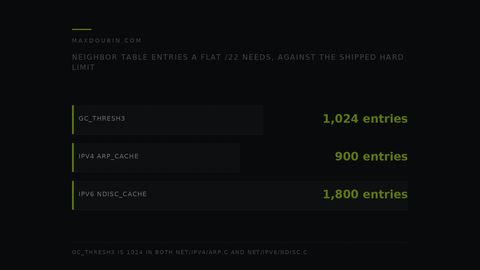 MAXDOURIN.COM
NEIGHBOR TABLE ENTRIES A FLAT /22 NEEDS, AGAINST THE SHIPPED HARD
LIMIT
GC_THRESH3
1,024 entries
IPV4 ARP_CACHE
900 entries
IPV6 NDISC_CACHE
1,800 entries
GC_THRESH3 IS 1024 IN BOTH NET/IPV4/ARP.C AND NET/IPV6/NDISC.C